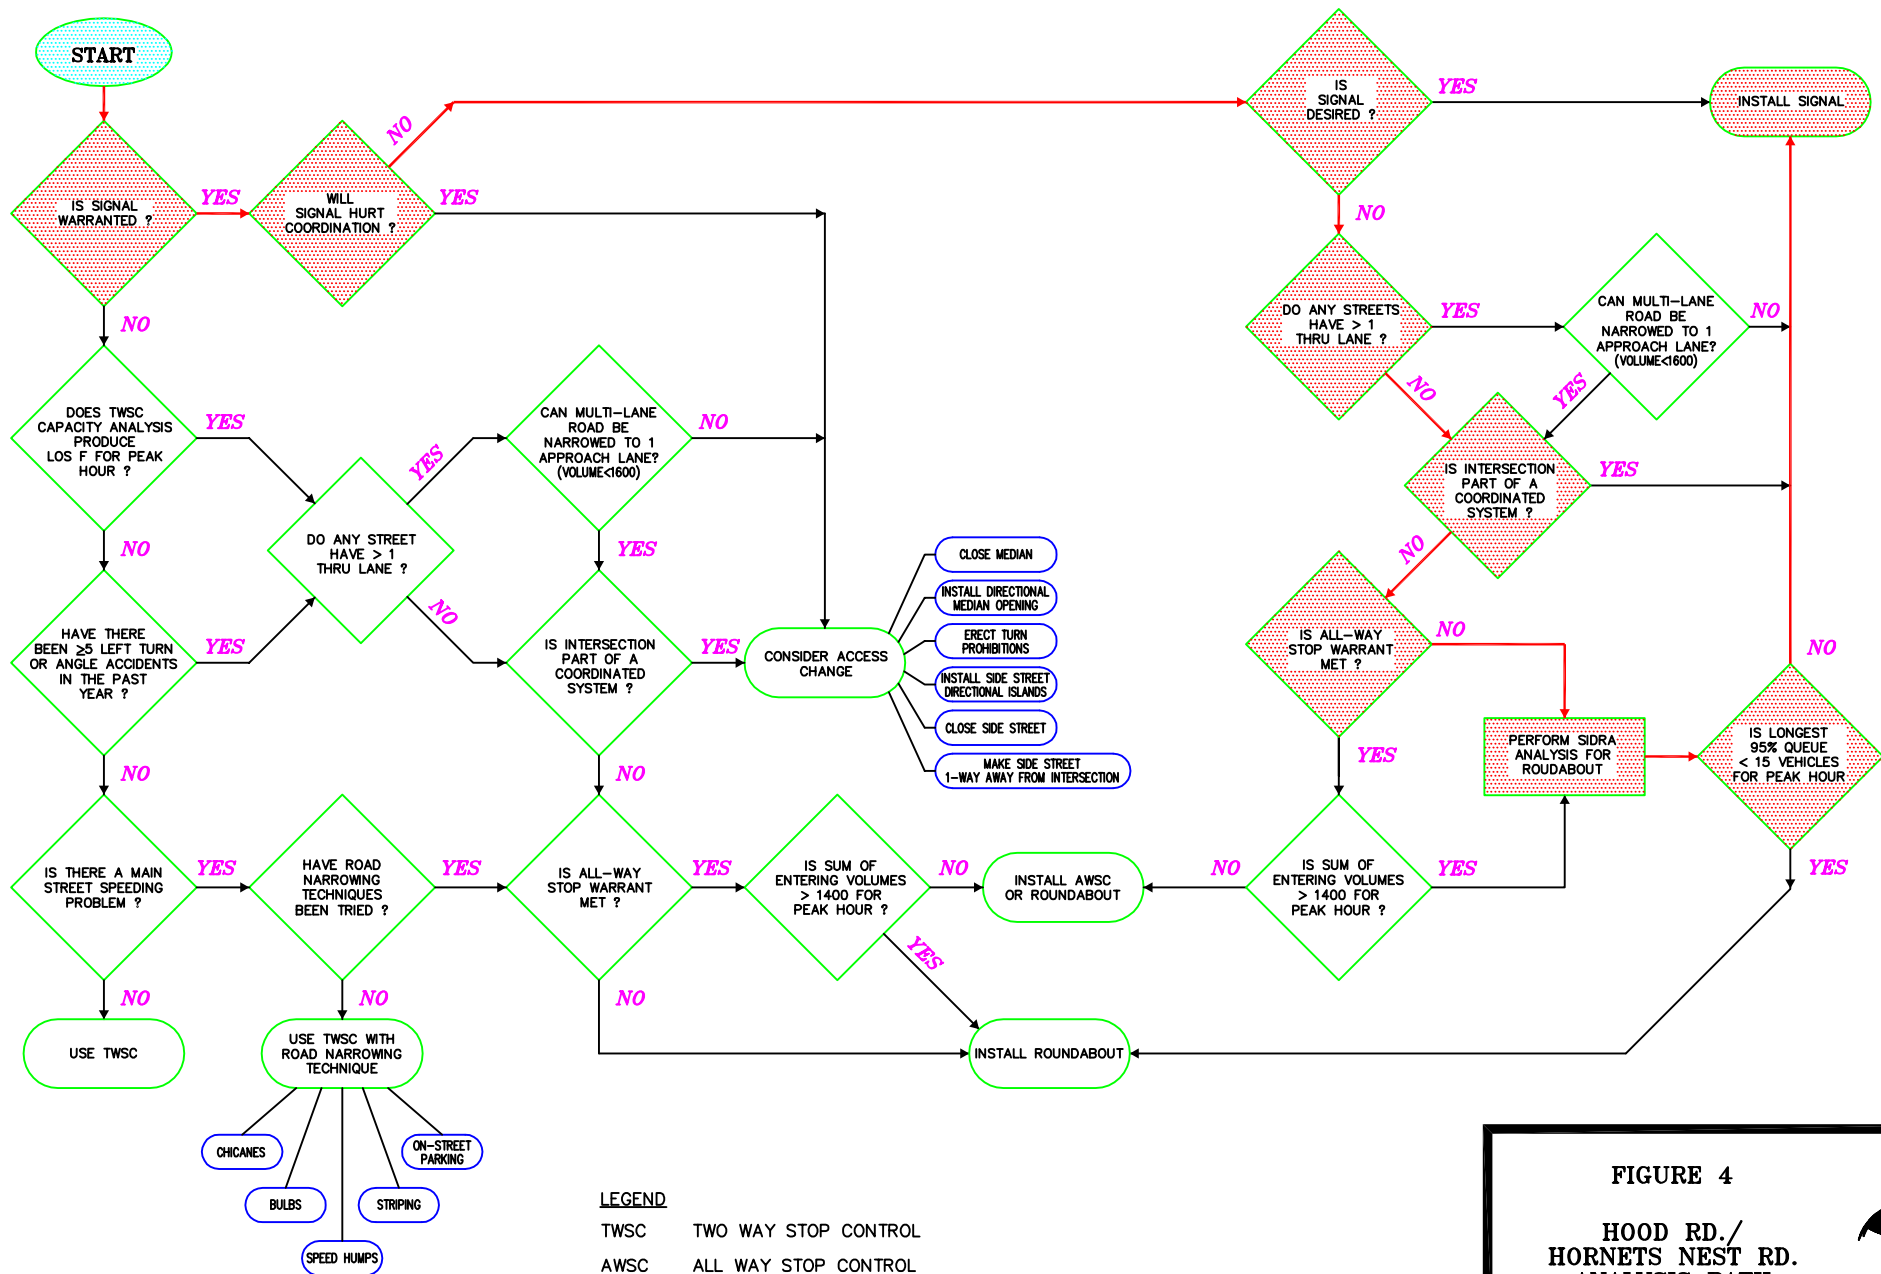 START
IS
SIGNAL
DESIRED ?
YES
INSTALL SIGNAL
NO
IS SIGNAL
WARRANTED ?
YES
WILL
SIGNAL HURT
COORDINATION ?
YES
NO
NO
DO ANY STREETS
HAVE > 1
THRU LANE ?
YES
CAN MULTI-LANE
ROAD BE
NARROWED TO 1
APPROACH LANE?
(VOLUME<1600)
NO
NO
YES
DOES TWSC
CAPACITY ANALYSIS
PRODUCE
LOS F FOR PEAK
HOUR ?
YES
YES
CAN MULTI-LANE
ROAD BE
NARROWED TO 1
APPROACH LANE?
(VOLUME<1600)
NO
IS INTERSECTION
PART OF A
COORDINATED
SYSTEM ?
YES
NO
NO
DO ANY STREET
HAVE > 1
THRU LANE ?
YES
NO
HAVE THERE
BEEN ≥5 LEFT TURN
OR ANGLE ACCIDENTS
IN THE PAST
YEAR ?
YES
IS INTERSECTION
PART OF A
COORDINATED
SYSTEM ?
YES
CONSIDER ACCESS
CHANGE
CLOSE MEDIAN
INSTALL DIRECTIONAL
MEDIAN OPENING
ERECT TURN
PROHIBITIONS
INSTALL SIDE STREET
DIRECTIONAL ISLANDS
CLOSE SIDE STREET
MAKE SIDE STREET
1-WAY AWAY FROM INTERSECTION
IS ALL-WAY
STOP WARRANT
MET ?
NO
YES
PERFORM SIDRA
ANALYSIS FOR
ROUDABOUT
NO
IS LONGEST
95% QUEUE
< 15 VEHICLES
FOR PEAK HOUR
YES
NO
NO
IS THERE A MAIN
STREET SPEEDING
PROBLEM ?
YES
HAVE ROAD
NARROWING
TECHNIQUES
BEEN TRIED ?
YES
IS ALL-WAY
STOP WARRANT
MET ?
YES
IS SUM OF
ENTERING VOLUMES
> 1400 FOR
PEAK HOUR ?
NO
INSTALL AWSC
OR ROUNDABOUT
NO
IS SUM OF
ENTERING VOLUMES
> 1400 FOR
PEAK HOUR ?
YES
YES
NO
NO
NO
USE TWSC
USE TWSC WITH
ROAD NARROWING
TECHNIQUE
INSTALL ROUNDABOUT
CHICANES
BULBS
SPEED HUMPS
STRIPING
ON-STREET
PARKING
LEGEND
TWSC TWO WAY STOP CONTROL
AWSC ALL WAY STOP CONTROL
FIGURE 4
HOOD RD./
HORNETS NEST RD.